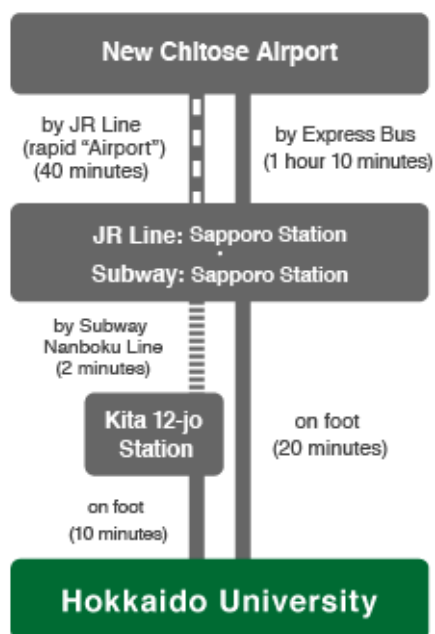 New Chitose Airport
by JR Line
(rapid “Airport”)
(40 minutes)
by Express Bus
(1 hour 10 minutes)
JR Line: Sapporo Station
・
Subway: Sapporo Station
by Subway
Nanboku Line
(2 minutes)
Kita 12-jo
Station
on foot
(10 minutes)
on foot
(20 minutes)
Hokkaido University